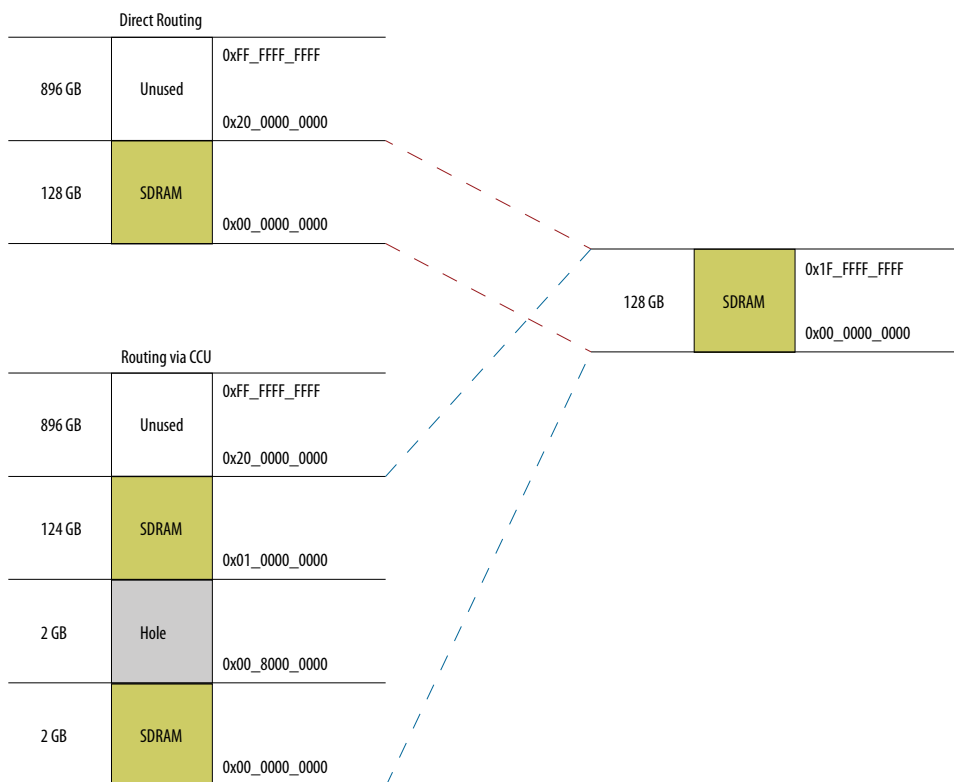 Direct Routing
0xFF_FFFF_FFFF
896 GB
Unused
0x20_0000_0000
128 GB
SDRAM
0x00_0000_0000
0x1F_FFFF_FFFF
128 GB
SDRAM
0x00_0000_0000
Routing via CCU
0xFF_FFFF_FFFF
896 GB
Unused
0x20_0000_0000
124 GB
SDRAM
0x01_0000_0000
2 GB
Hole
0x00_8000_0000
2 GB
SDRAM
0x00_0000_0000